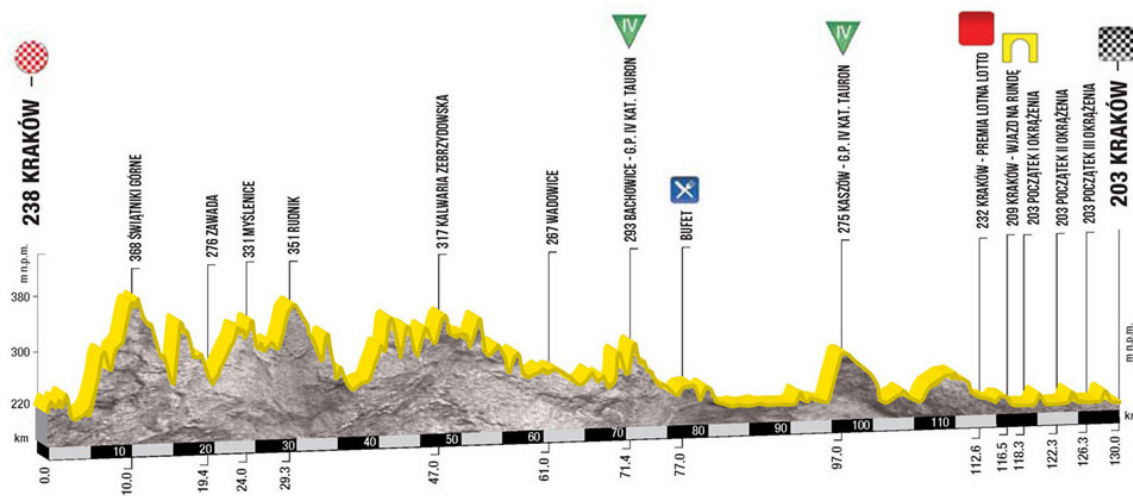 IV
IV
238 KRAKÓW
368 ŚWIĄTNIKI GÓRNE
276 ZAWADA
331 MYŚLENICE
351 RUDNIK
317 KALWARIA ZEBRZYDOWSKA
267 WADOWICE
293 BACHOWICE - G.P. IV KAT. TAURON
BUFET
275 KASZÓW - G.P. IV KAT. TAURON
232 KRAKÓW - PREMIA LOTNA LOTTO
209 KRAKÓW - WJAZD NA RUNDĘ
203 POCZĄTEK I OKRĄŻENIA
203 POCZĄTEK II OKRĄŻENIA
203 POCZĄTEK III OKRĄŻENIA
203 KRAKÓW
m n.p.m.
380
300
220
km
m n.p.m.
km
10 20 30 40 50 60 70 80 90 100 110
0.0 10.0 19.4 24.0 29.3 47.0 61.0 71.4 77.0 97.0 112.6 116.5 118.3 122.3 126.3 130.0